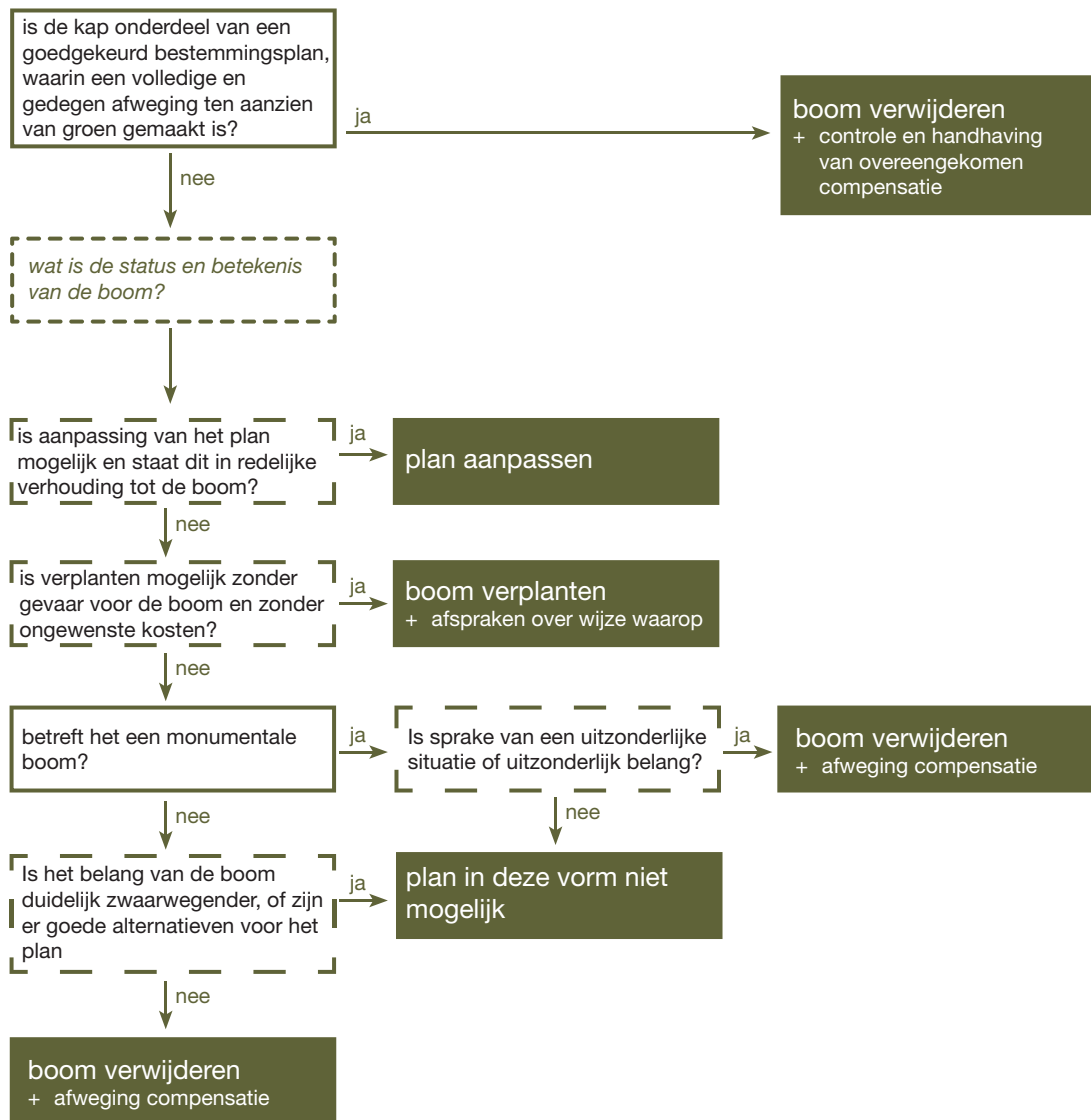 is de kap onderdeel van een
goedgekeurd bestemmingsplan,
waarin een volledige en
gedegen afweging ten aanzien
van groen gemaakt is?
ja
boom verwijderen
+ controle en handhaving
van overeengekomen
compensatie
nee
wat is de status en betekenis
van de boom?
is aanpassing van het plan
mogelijk en staat dit in redelijke
verhouding tot de boom?
ja
plan aanpassen
nee
is verplanten mogelijk zonder
gevaar voor de boom en zonder
ongewenste kosten?
ja
boom verplanten
+ afspraken over wijze waarop
nee
betreft het een monumentale
boom?
ja
Is sprake van een uitzonderlijke
situatie of uitzonderlijk belang?
ja
boom verwijderen
+ afweging compensatie
nee
nee
Is het belang van de boom
duidelijk zwaarwegender, of zijn
er goede alternatieven voor het
plan
ja
plan in deze vorm niet
mogelijk
nee
boom verwijderen
+ afweging compensatie